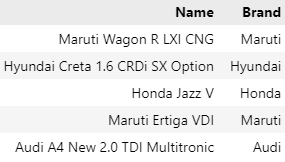 Name Brand
Maruti Wagon R LXI CNG Maruti
Hyundai Creta 1.6 CRDi SX Option Hyundai
Honda Jazz V Honda
Maruti Ertiga VDI Maruti
Audi A4 New 2.0 TDI Multitronic Audi